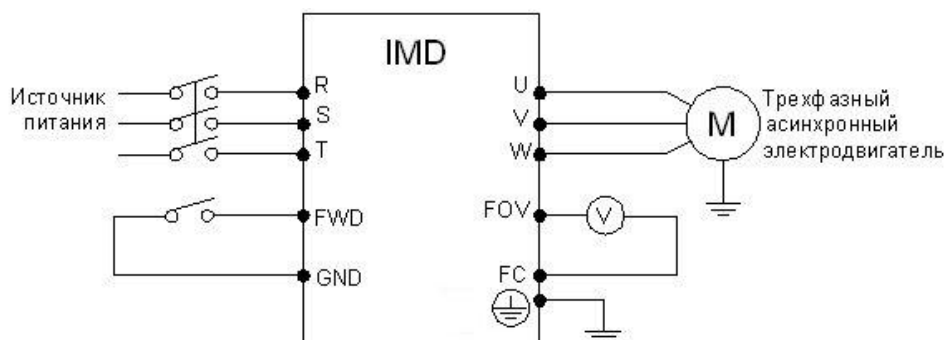 IMD
Источник
питания
R
S
T
FWD
GND
U
V
W
FOV
FC
M
V
Трехфазный
асинхронный
электродвигатель